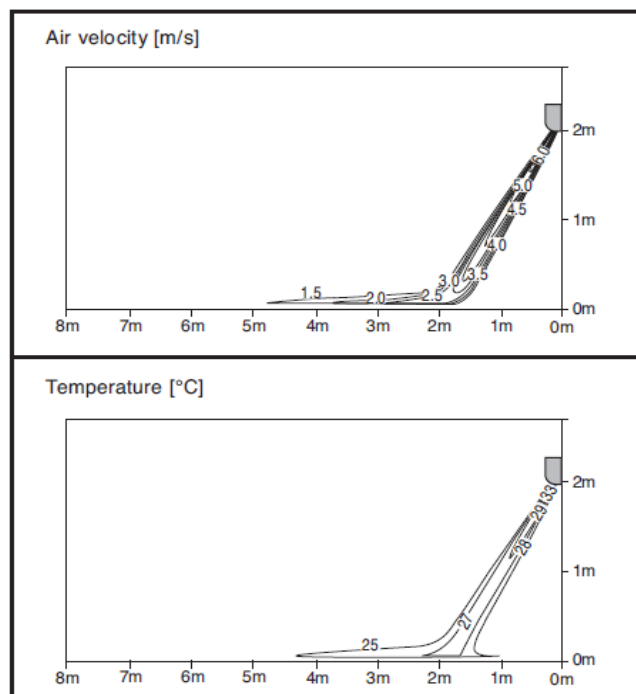 Air velocity [m/s]
2m
6.0
5.0
4.5
1m
4.0
3.0 3.5
1.5 2.0 2.5
0m
8m 7m 6m 5m 4m 3m 2m 1m 0m
Temperature [°C]
2m
33
29
28
1m
27
25
0m
8m 7m 6m 5m 4m 3m 2m 1m 0m